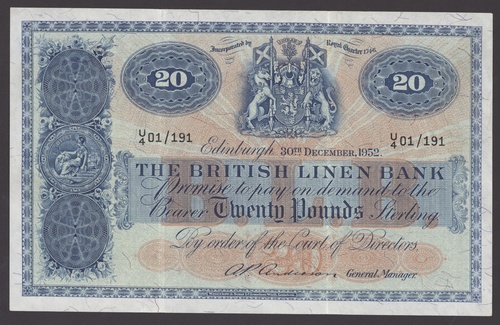 Incorporated by Royal Charter 1746.
20 20
U/4 01/191 U/4 01/191
Edinburgh 30TH DECEMBER, 1952.
THE BRITISH LINEN BANK
Promise to pay on demand to the
Bearer Twenty Pounds Sterling
By order of the Court of Directors
General Manager